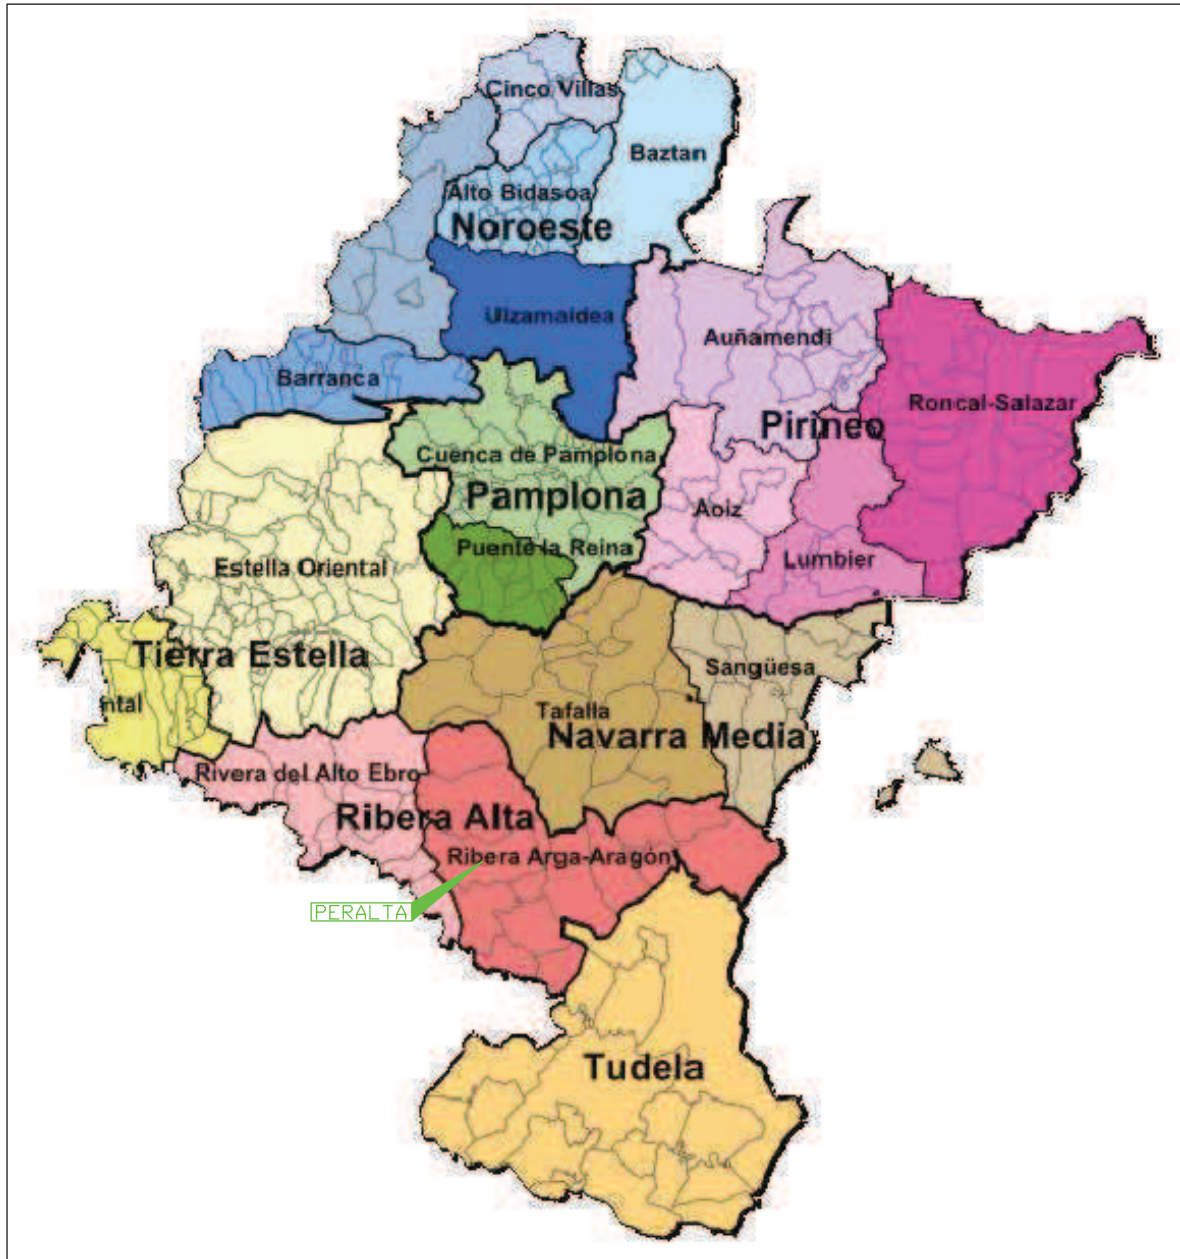 Cinco Villas
Baztan
Alto Bidasoa
Noroeste
Ulzamaldea
Auñamendi
Barranca
Roncal-Salazar
Pirineo
Cuenca de Pamplona
Pamplona
Aoiz
Puente la Reina
Lumbier
Estella Oriental
Tierra Estella
Sangüesa
ntal
Tafalla
Navarra Media
Rivera del Alto Ebro
Ribera Alta
Ribera Arga-Aragón
PERALTA
Tudela